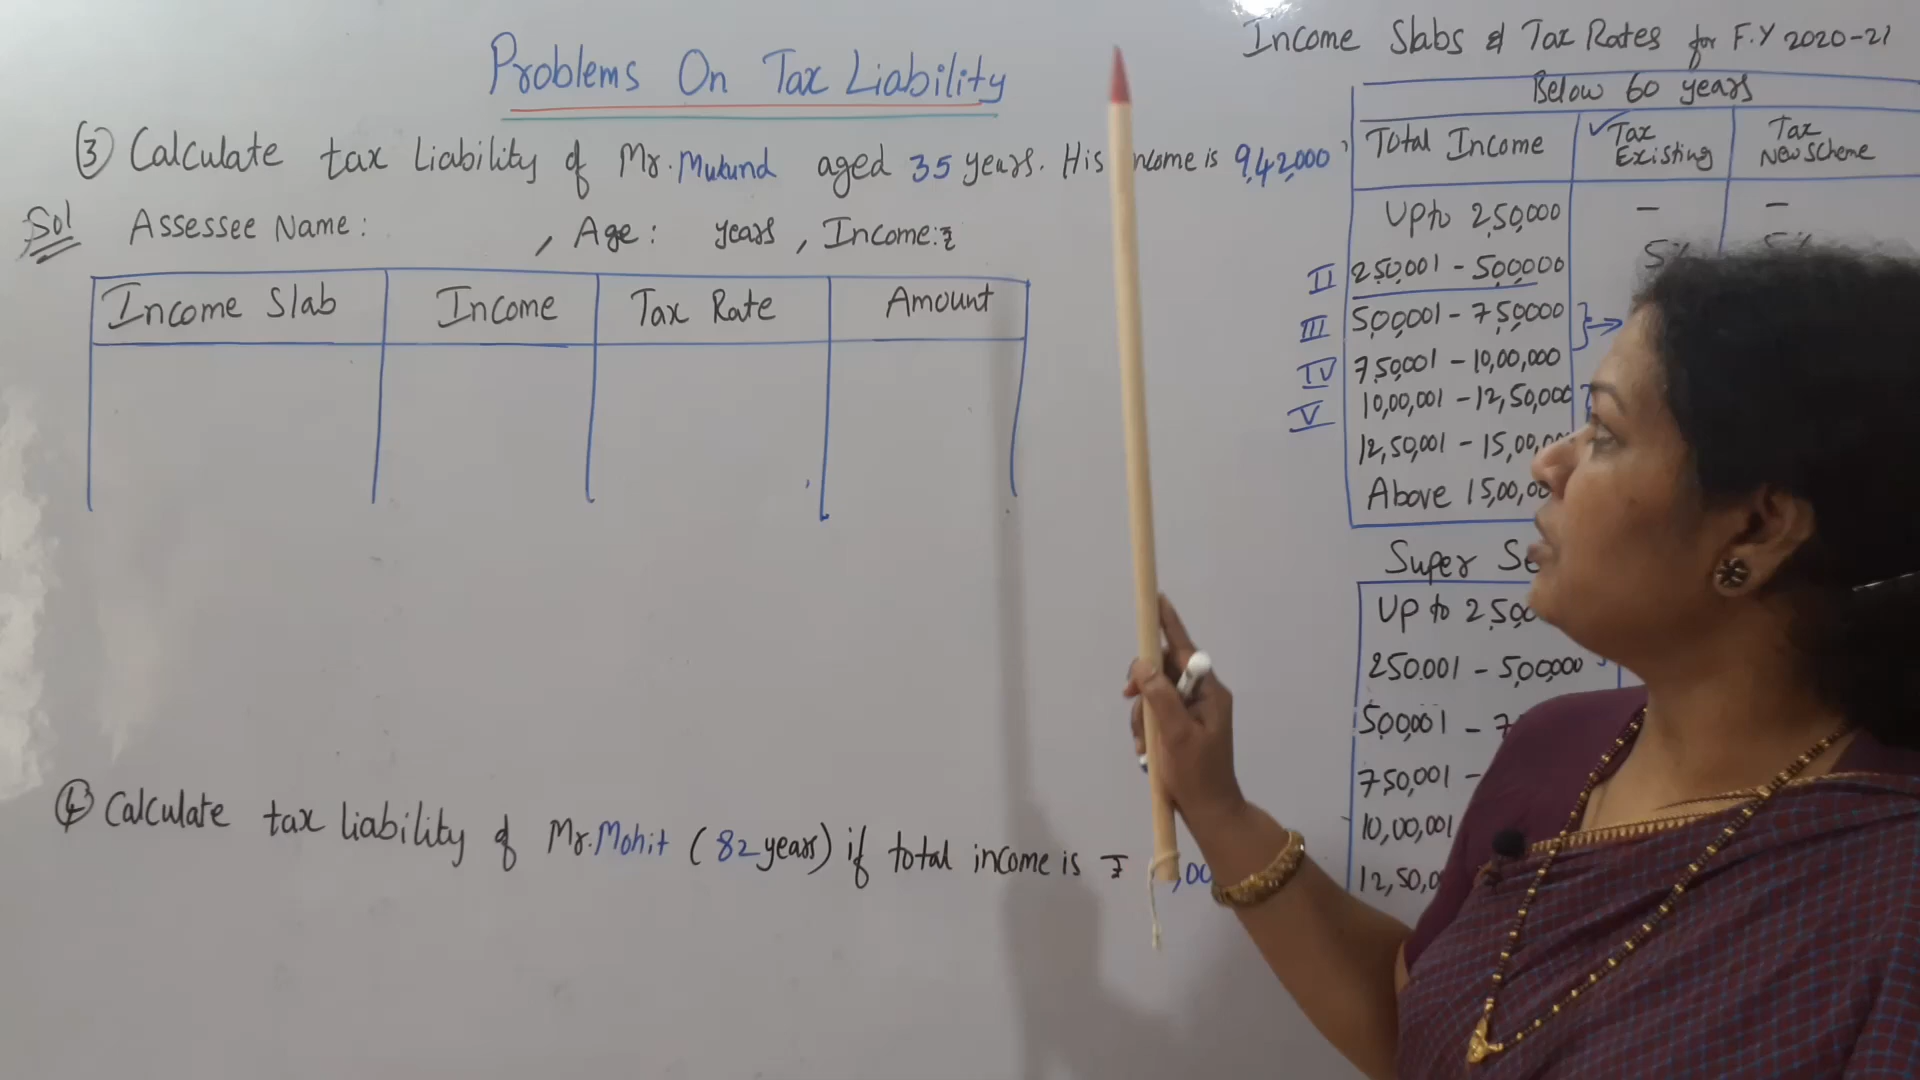 Problems On Tax Liability
③ Calculate tax liability of Mr. Mukund aged 35 years. His income is 9,42,000
Sol Assessee Name: , Age: years, Income: ₹
Income Slab Income Tax Rate Amount
④ Calculate tax liability of Mr. Mohit (82 years) if total income is ₹
Income Slabs & Tax Rates for F.Y 2020-21
Below 60 years
Total Income ✓Tax Existing Tax New Scheme
Upto 2,50,000 - -
II 2,50,001 - 5,00,000 5% 5%
III 5,00,001 - 7,50,000
IV 7,50,001 - 10,00,000
V 10,00,001 - 12,50,000
12,50,001 - 15,00,00
Above 15,00,00
Super Se
Up to 2,50
250,001 - 5,00,000
5,00,001 - 7
7,50,001 -
10,00,001
12,50,0